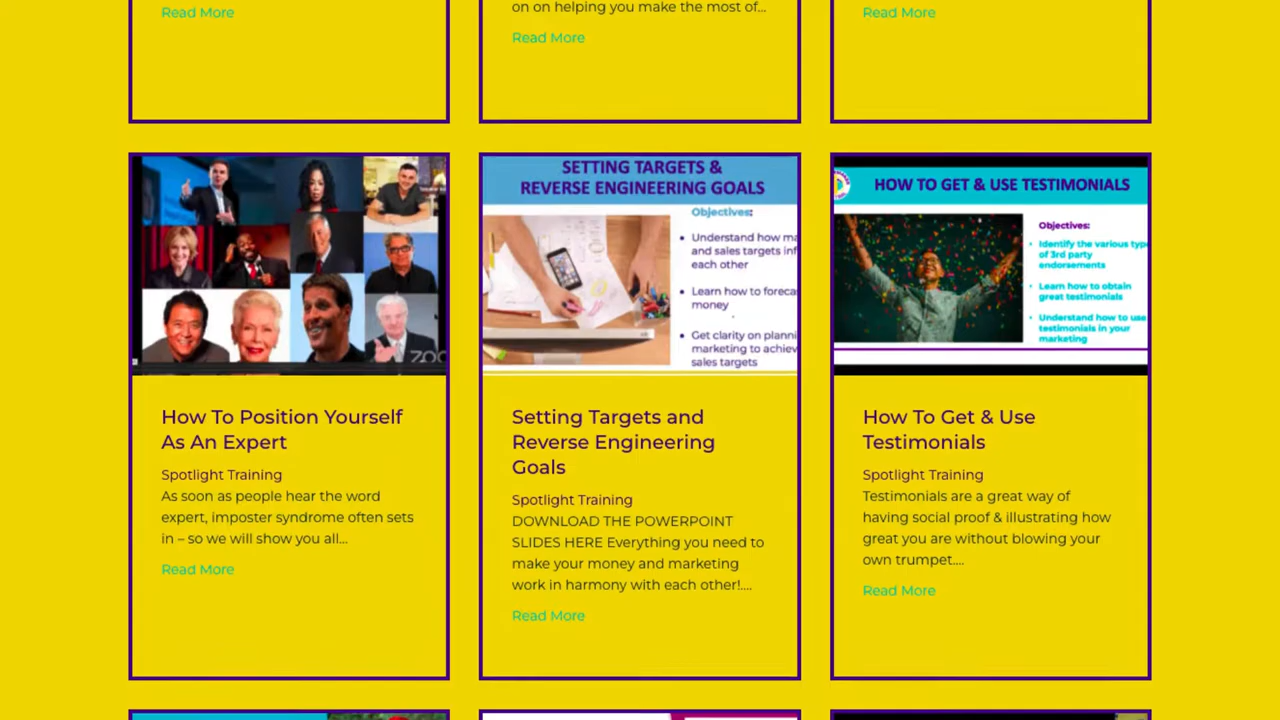 Read More
on on helping you make the most of...
Read More
Read More
SETTING TARGETS &
REVERSE ENGINEERING GOALS
Objectives:
• Understand how ma
and sales targets inf
each other
• Learn how to foreca
money
• Get clarity on planni
marketing to achiev
sales targets
HOW TO GET & USE TESTIMONIALS
Objectives:
• Identify the various type
of 3rd party
endorsements
• Learn how to obtain
great testimonials
• Understand how to use
testimonials in your
marketing
How To Position Yourself
As An Expert
Spotlight Training
As soon as people hear the word
expert, imposter syndrome often sets
in – so we will show you all...
Read More
Setting Targets and
Reverse Engineering
Goals
Spotlight Training
DOWNLOAD THE POWERPOINT
SLIDES HERE Everything you need to
make your money and marketing
work in harmony with each other!....
Read More
How To Get & Use
Testimonials
Spotlight Training
Testimonials are a great way of
having social proof & illustrating how
great you are without blowing your
own trumpet....
Read More